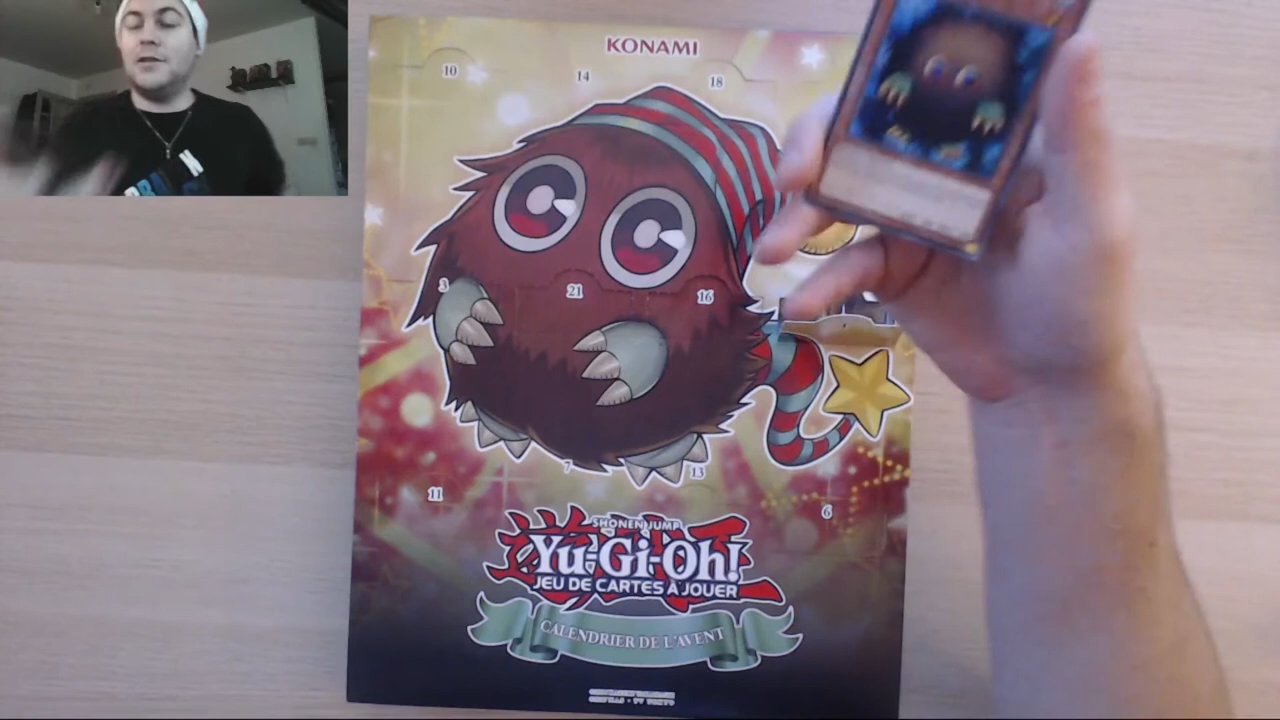 KONAMI
10
14
18
3
21
16
7
13
11
6
SHONEN JUMP
Yu-Gi-Oh!
JEU DE CARTES À JOUER
CALENDRIER DE L'AVENT